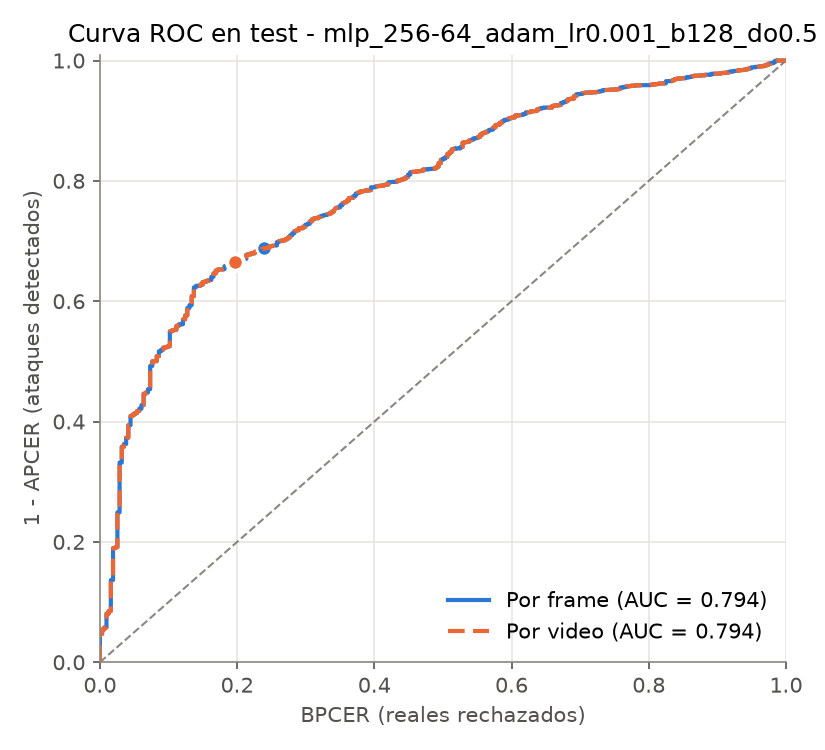 Curva ROC en test - mlp_256-64_adam_lr0.001_b128_do0.5
1.0
0.8
0.6
0.4
0.2
0.0
1 - APCER (ataques detectados)
Por frame (AUC = 0.794)
Por video (AUC = 0.794)
0.0 0.2 0.4 0.6 0.8 1.0
BPCER (reales rechazados)